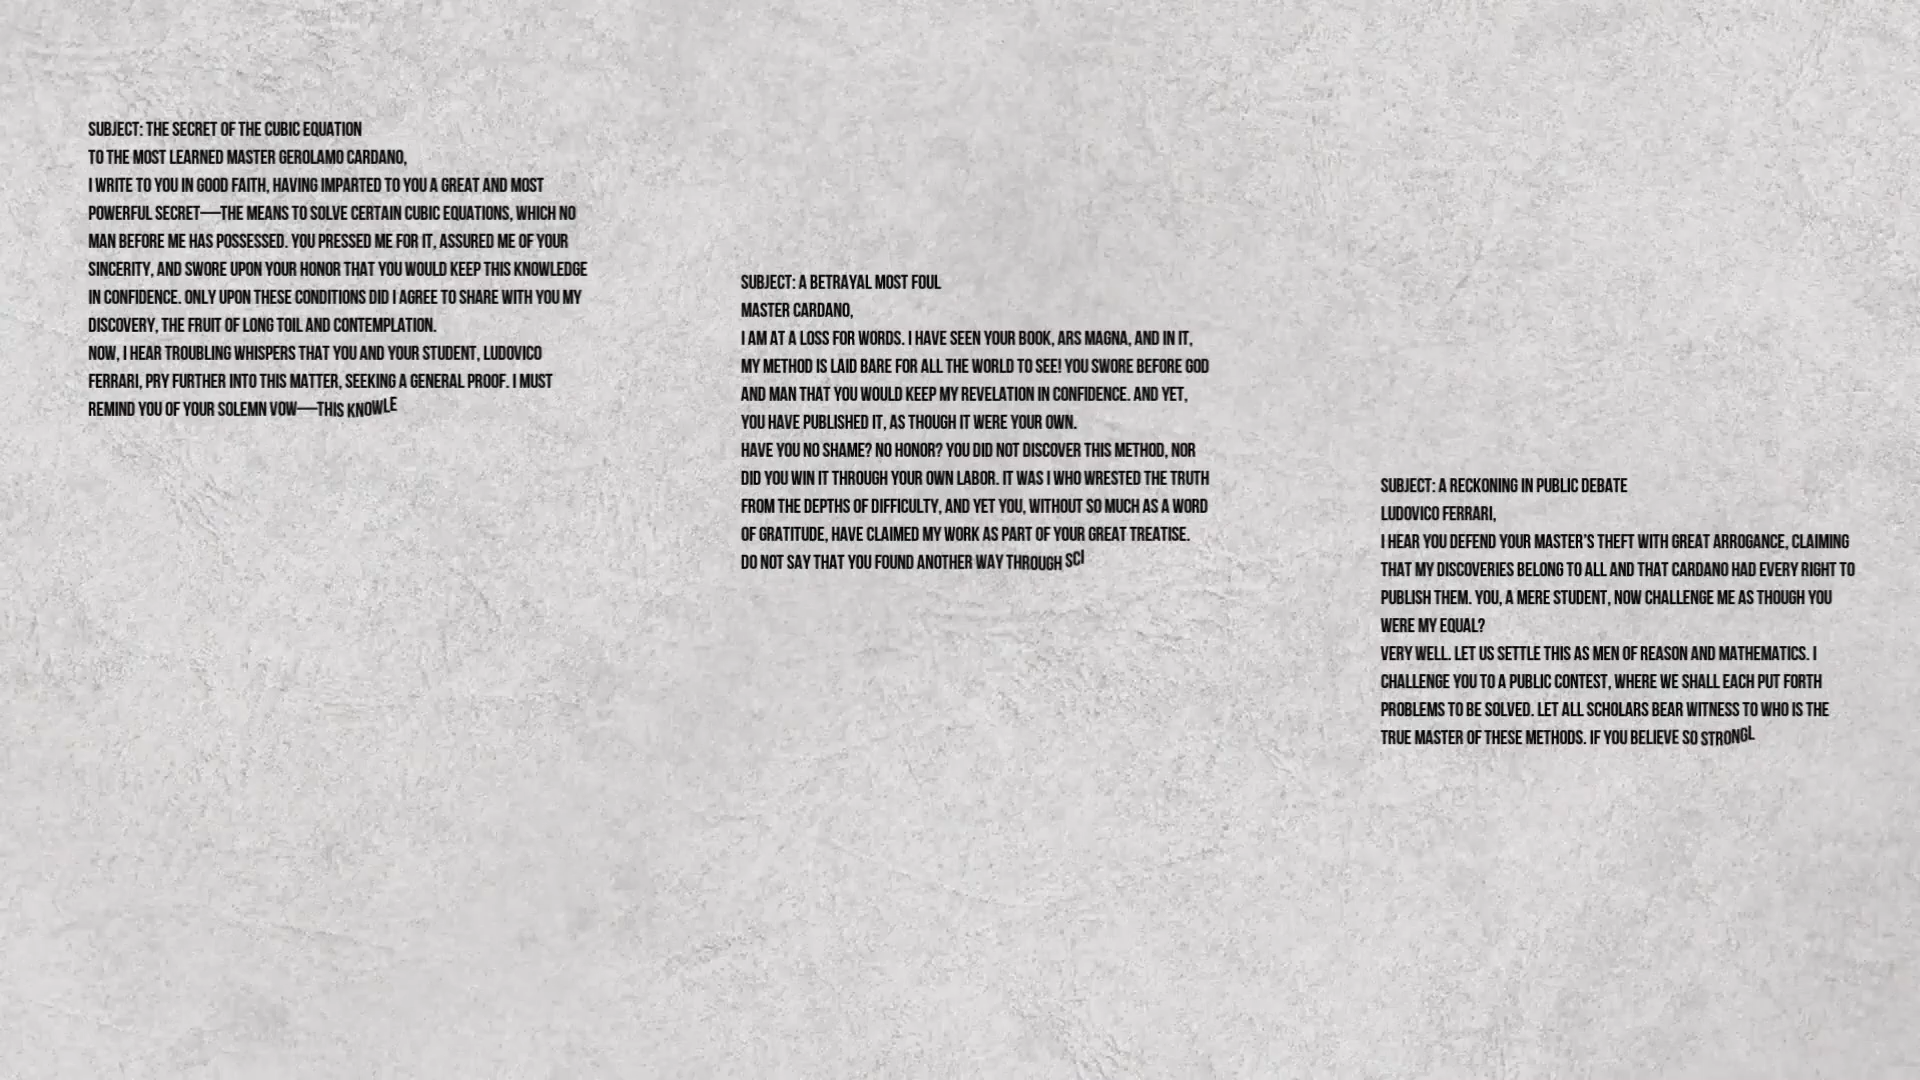 SUBJECT: THE SECRET OF THE CUBIC EQUATION
TO THE MOST LEARNED MASTER GEROLAMO CARDANO,
I WRITE TO YOU IN GOOD FAITH, HAVING IMPARTED TO YOU A GREAT AND MOST
POWERFUL SECRET—THE MEANS TO SOLVE CERTAIN CUBIC EQUATIONS, WHICH NO
MAN BEFORE ME HAS POSSESSED. YOU PRESSED ME FOR IT, ASSURED ME OF YOUR
SINCERITY, AND SWORE UPON YOUR HONOR THAT YOU WOULD KEEP THIS KNOWLEDGE
IN CONFIDENCE. ONLY UPON THESE CONDITIONS DID I AGREE TO SHARE WITH YOU MY
DISCOVERY, THE FRUIT OF LONG TOIL AND CONTEMPLATION.
NOW, I HEAR TROUBLING WHISPERS THAT YOU AND YOUR STUDENT, LUDOVICO
FERRARI, PRY FURTHER INTO THIS MATTER, SEEKING A GENERAL PROOF. I MUST
REMIND YOU OF YOUR SOLEMN VOW—THIS KNOWLE
SUBJECT: A BETRAYAL MOST FOUL
MASTER CARDANO,
I AM AT A LOSS FOR WORDS. I HAVE SEEN YOUR BOOK, ARS MAGNA, AND IN IT,
MY METHOD IS LAID BARE FOR ALL THE WORLD TO SEE! YOU SWORE BEFORE GOD
AND MAN THAT YOU WOULD KEEP MY REVELATION IN CONFIDENCE. AND YET,
YOU HAVE PUBLISHED IT, AS THOUGH IT WERE YOUR OWN.
HAVE YOU NO SHAME? NO HONOR? YOU DID NOT DISCOVER THIS METHOD, NOR
DID YOU WIN IT THROUGH YOUR OWN LABOR. IT WAS I WHO WRESTED THE TRUTH
FROM THE DEPTHS OF DIFFICULTY, AND YET YOU, WITHOUT SO MUCH AS A WORD
OF GRATITUDE, HAVE CLAIMED MY WORK AS PART OF YOUR GREAT TREATISE.
DO NOT SAY THAT YOU FOUND ANOTHER WAY THROUGH SCI
SUBJECT: A RECKONING IN PUBLIC DEBATE
LUDOVICO FERRARI,
I HEAR YOU DEFEND YOUR MASTER'S THEFT WITH GREAT ARROGANCE, CLAIMING
THAT MY DISCOVERIES BELONG TO ALL AND THAT CARDANO HAD EVERY RIGHT TO
PUBLISH THEM. YOU, A MERE STUDENT, NOW CHALLENGE ME AS THOUGH YOU
WERE MY EQUAL?
VERY WELL. LET US SETTLE THIS AS MEN OF REASON AND MATHEMATICS. I
CHALLENGE YOU TO A PUBLIC CONTEST, WHERE WE SHALL EACH PUT FORTH
PROBLEMS TO BE SOLVED. LET ALL SCHOLARS BEAR WITNESS TO WHO IS THE
TRUE MASTER OF THESE METHODS. IF YOU BELIEVE SO STRONGL